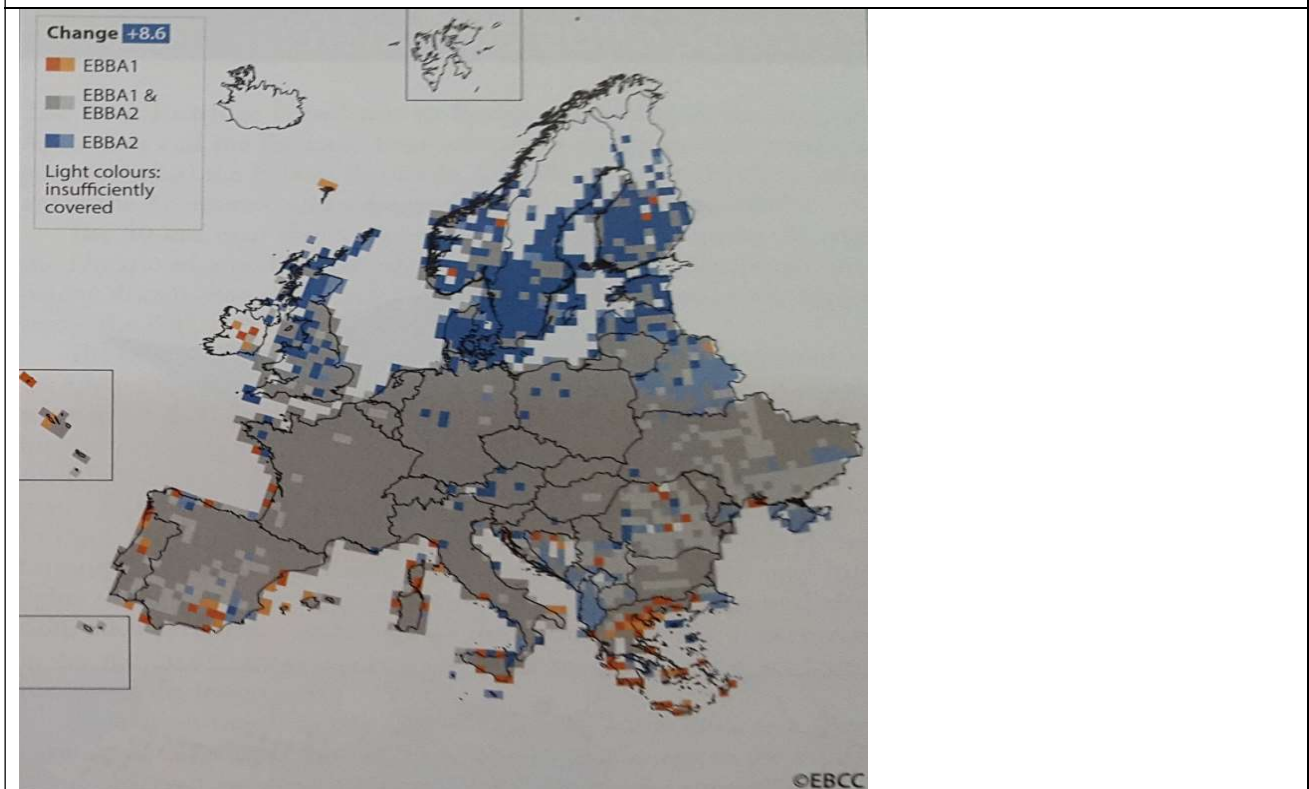 Change +8.6
EBBA1
EBBA1 &
EBBA2
EBBA2
Light colours:
insufficiently
covered
©EBCC